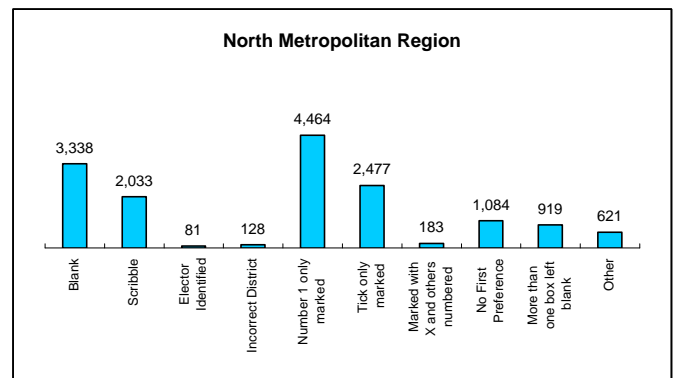 North Metropolitan Region
3,338
2,033
81
128
4,464
2,477
183
1,084
919
621
Blank
Scribble
Elector
Identified
Incorrect District
Number 1 only
marked
Tick only
marked
Marked with
X and others
numbered
No First
Preference
More than
one box left
blank
Other